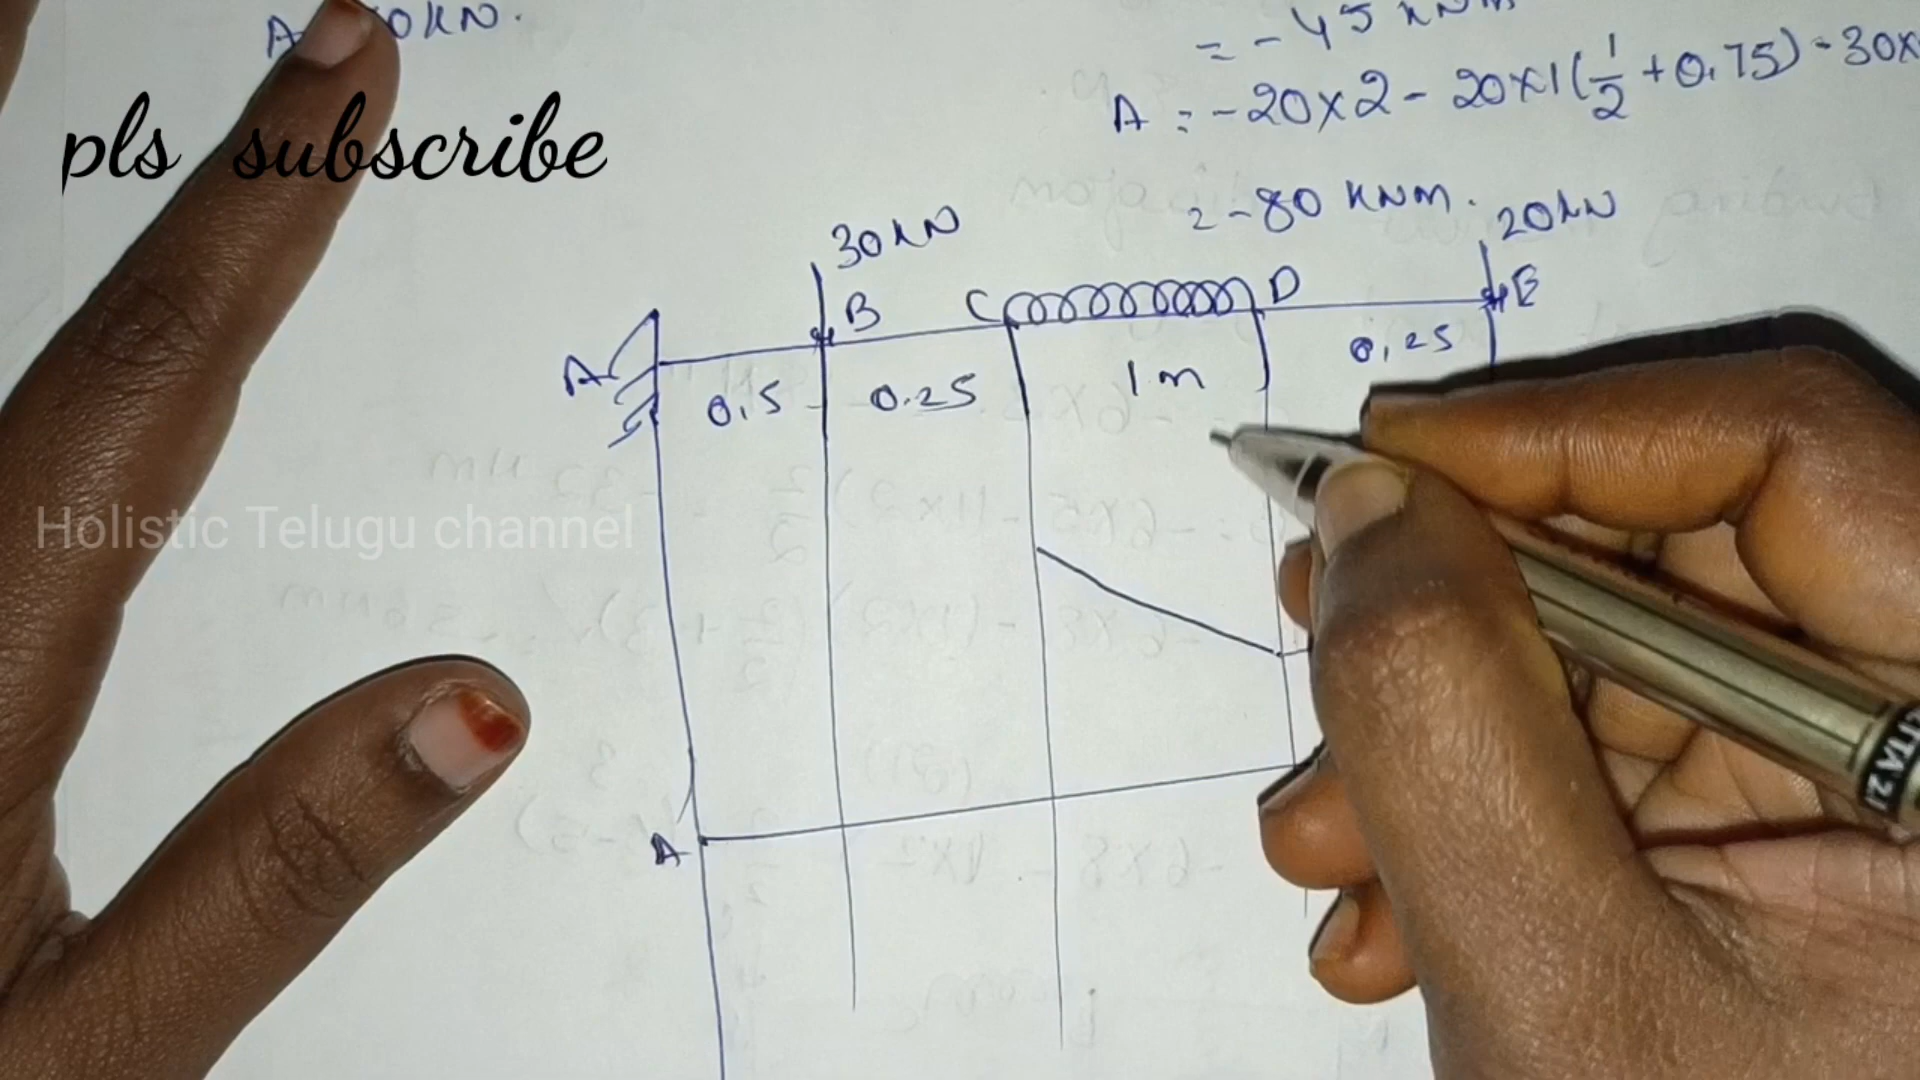 = -45 kNm
A = -20×2 - 20×1(1/2 + 0.75) - 30×
= -80 kNm.
pls subscribe
30kN
20kN
A
B
C
D
E
0.5
0.25
1m
0.25
Holistic Telugu channel
A